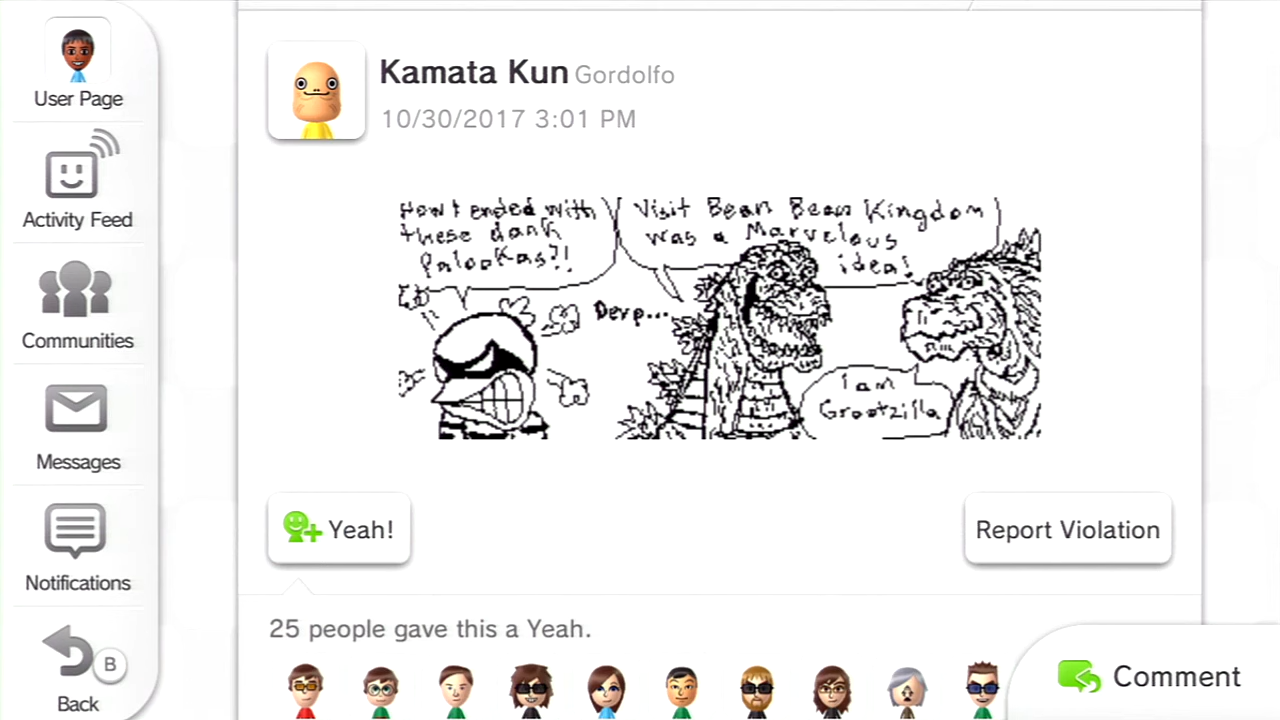 User Page
Activity Feed
Communities
Messages
Notifications
B
Back
Kamata Kun Gordolfo
10/30/2017 3:01 PM
How I ended with
these dank
Palookas?!
Visit Bean Bean Kingdom
was a Marvelous
idea!
Derp...
I am
Grootzilla
Yeah!
Report Violation
25 people gave this a Yeah.
Comment